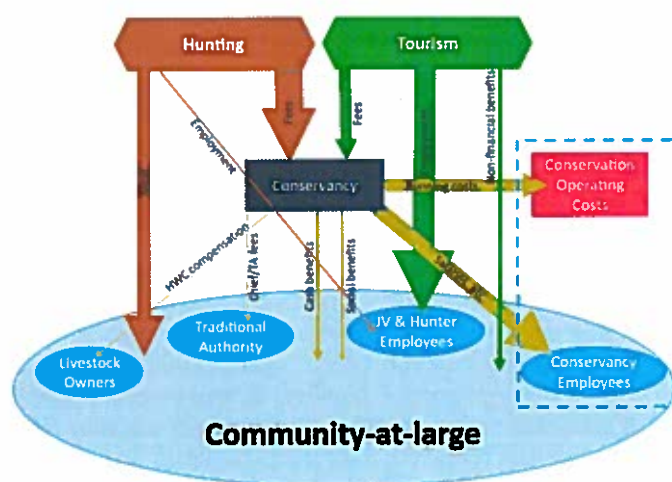 Hunting
Tourism
Fees
Fees
Employment
Non-financial benefits
Conservancy
Running costs
Conservation
Operating
Costs
HWC compensation
Chief/TA fees
Cash benefits
Social benefits
Traditional
Authority
JV & Hunter
Employees
Livestock
Owners
Conservancy
Employees
Community-at-large